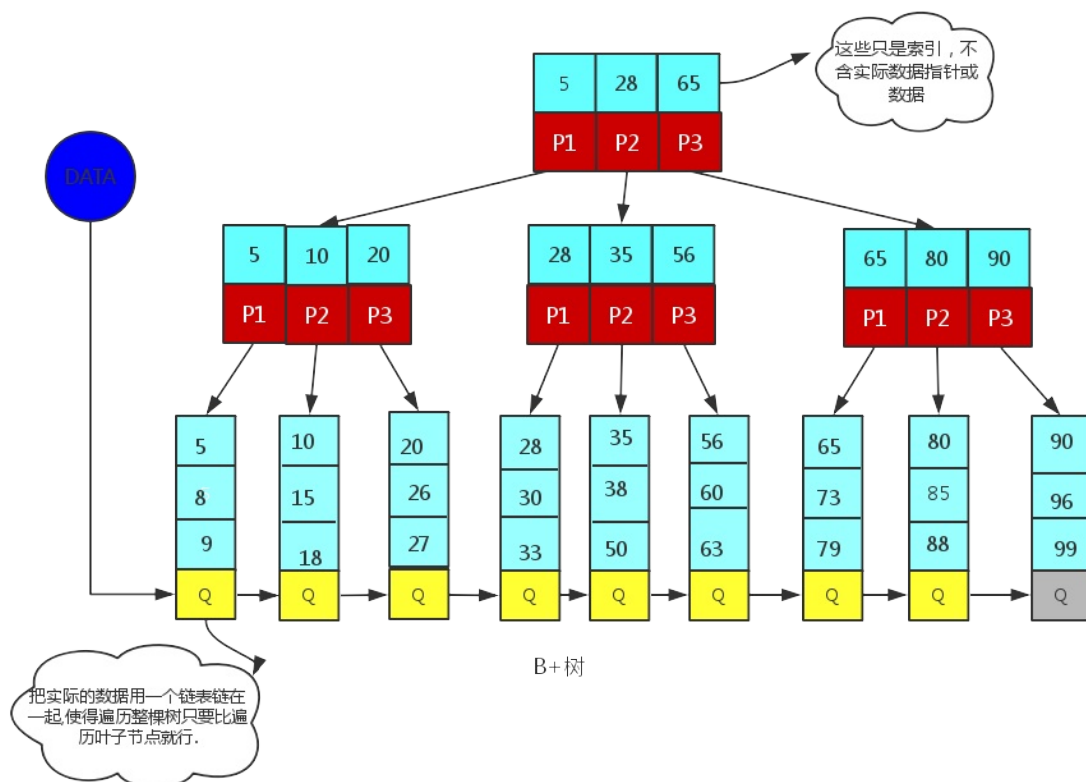 这些只是索引，不
含实际数据指针或
数据
5 28 65
P1 P2 P3
DATA
5 10 20
P1 P2 P3
28 35 56
P1 P2 P3
65 80 90
P1 P2 P3
5
8
9
Q
10
15
18
Q
20
26
27
Q
28
30
33
Q
35
38
50
Q
56
60
63
Q
65
73
79
Q
80
85
88
Q
90
96
99
Q
B+树
把实际的数据用一个链表链在
一起,使得遍历整棵树只要比遍
历叶子节点就行.